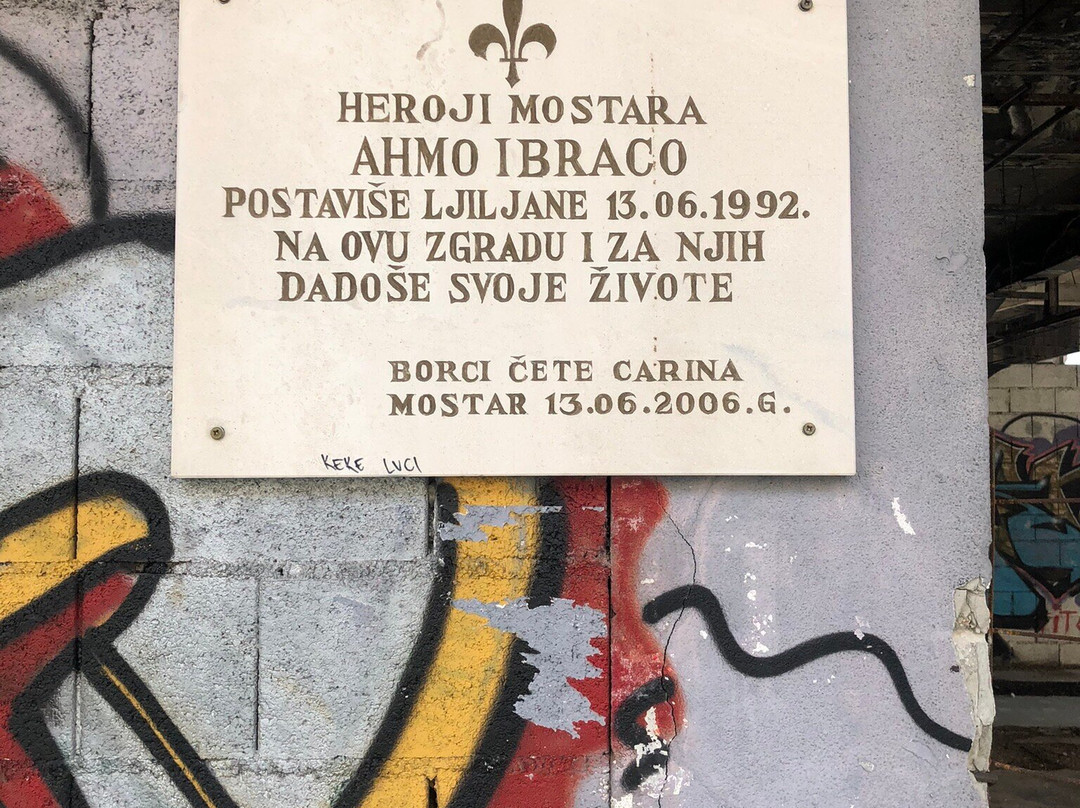 HEROJI MOSTARA
AHMO IBRACO
POSTAVIŠE LJILJANE 13.06.1992.
NA OVU ZGRADU I ZA NJIH
DADOŠE SVOJE ŽIVOTE
BORCI ČETE CARINA
MOSTAR 13.06.2006.G.
KEKE LUCI